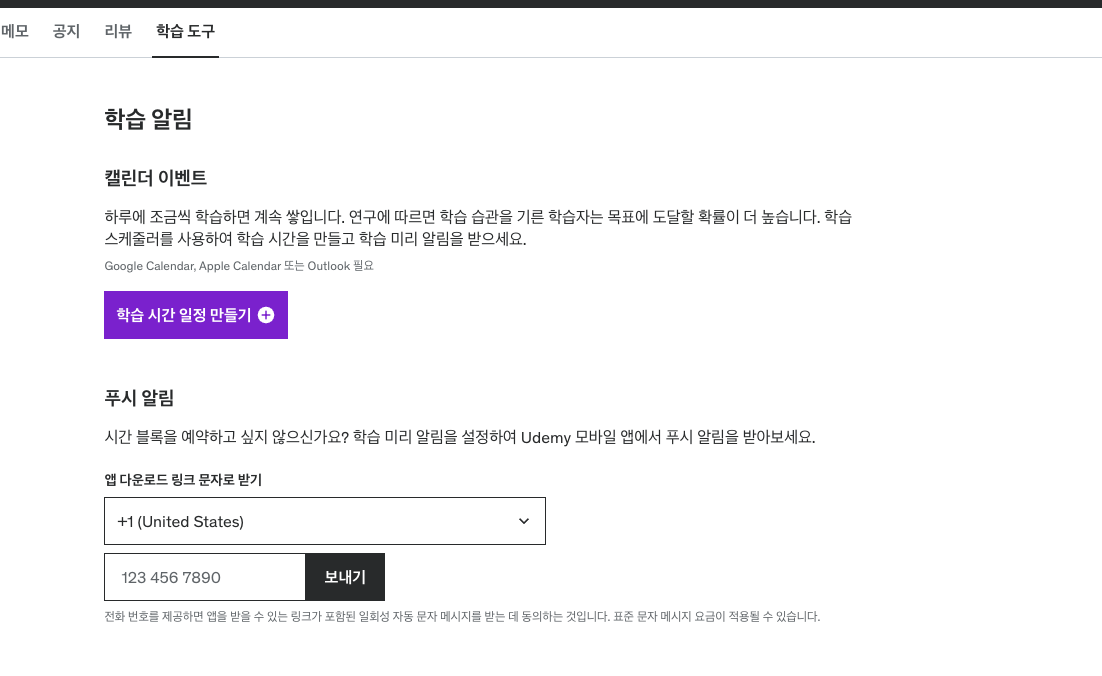 메모 공지 리뷰 학습 도구
학습 알림
캘린더 이벤트
하루에 조금씩 학습하면 계속 쌓입니다. 연구에 따르면 학습 습관을 기른 학습자는 목표에 도달할 확률이 더 높습니다. 학습
스케줄러를 사용하여 학습 시간을 만들고 학습 미리 알림을 받으세요.
Google Calendar, Apple Calendar 또는 Outlook 필요
학습 시간 일정 만들기
푸시 알림
시간 블록을 예약하고 싶지 않으신가요? 학습 미리 알림을 설정하여 Udemy 모바일 앱에서 푸시 알림을 받아보세요.
앱 다운로드 링크 문자로 받기
+1 (United States)
123 456 7890
보내기
전화 번호를 제공하면 앱을 받을 수 있는 링크가 포함된 일회성 자동 문자 메시지를 받는 데 동의하는 것입니다. 표준 문자 메시지 요금이 적용될 수 있습니다.